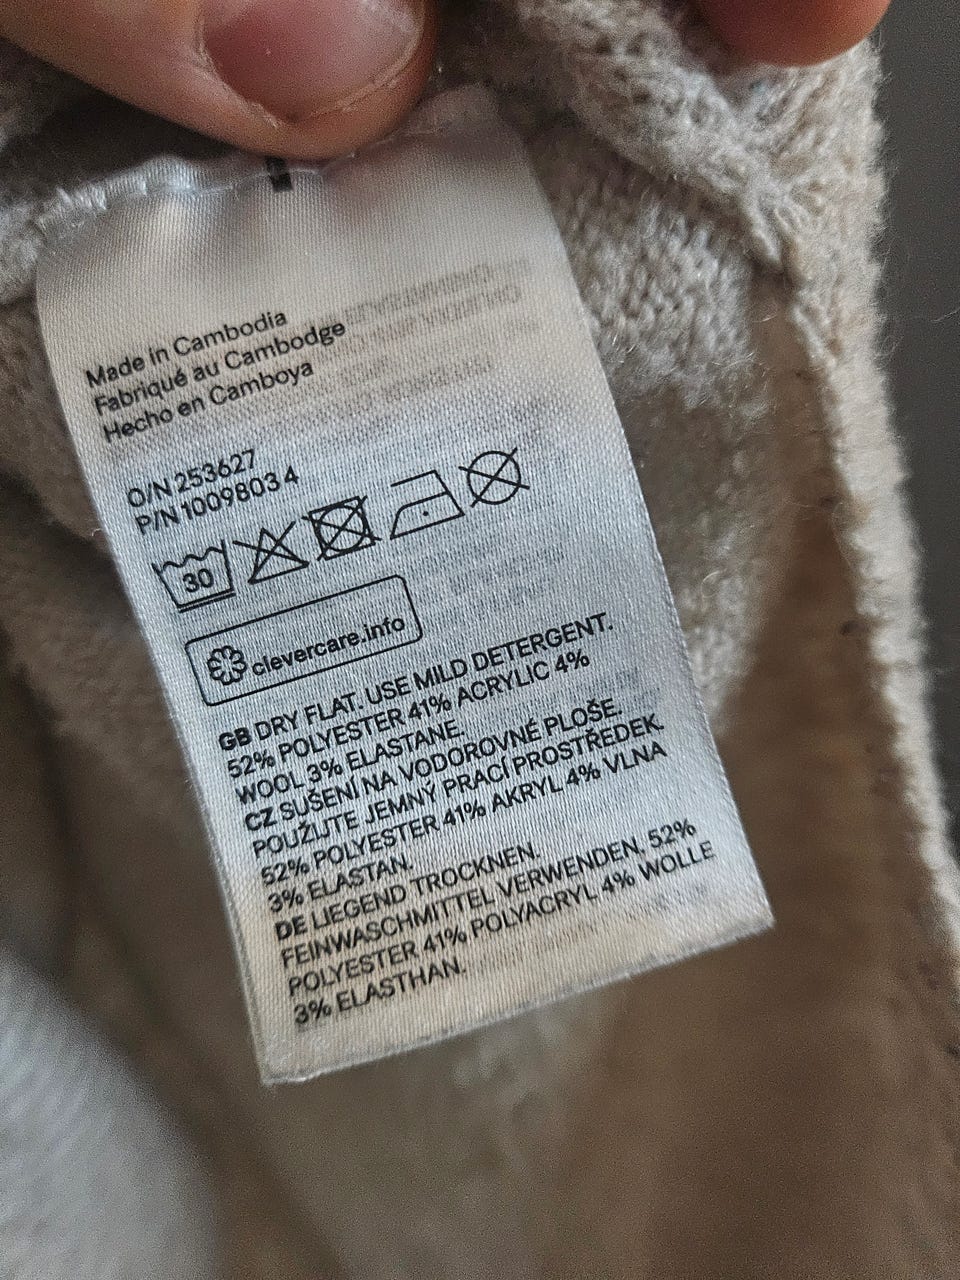 Made in Cambodia
Fabriqué au Cambodge
Hecho en Camboya
O/N 253627
P/N 1009803 4
30
clevercare.info
GB DRY FLAT. USE MILD DETERGENT.
52% POLYESTER 41% ACRYLIC 4%
WOOL 3% ELASTANE.
CZ SUŠENÍ NA VODOROVNÉ PLOŠE.
POUŽIJTE JEMNÝ PRACÍ PROSTŘEDEK.
52% POLYESTER 41% AKRYL 4% VLNA
3% ELASTAN.
DE LIEGEND TROCKNEN.
FEINWASCHMITTEL VERWENDEN. 52%
POLYESTER 41% POLYACRYL 4% WOLLE
3% ELASTHAN.